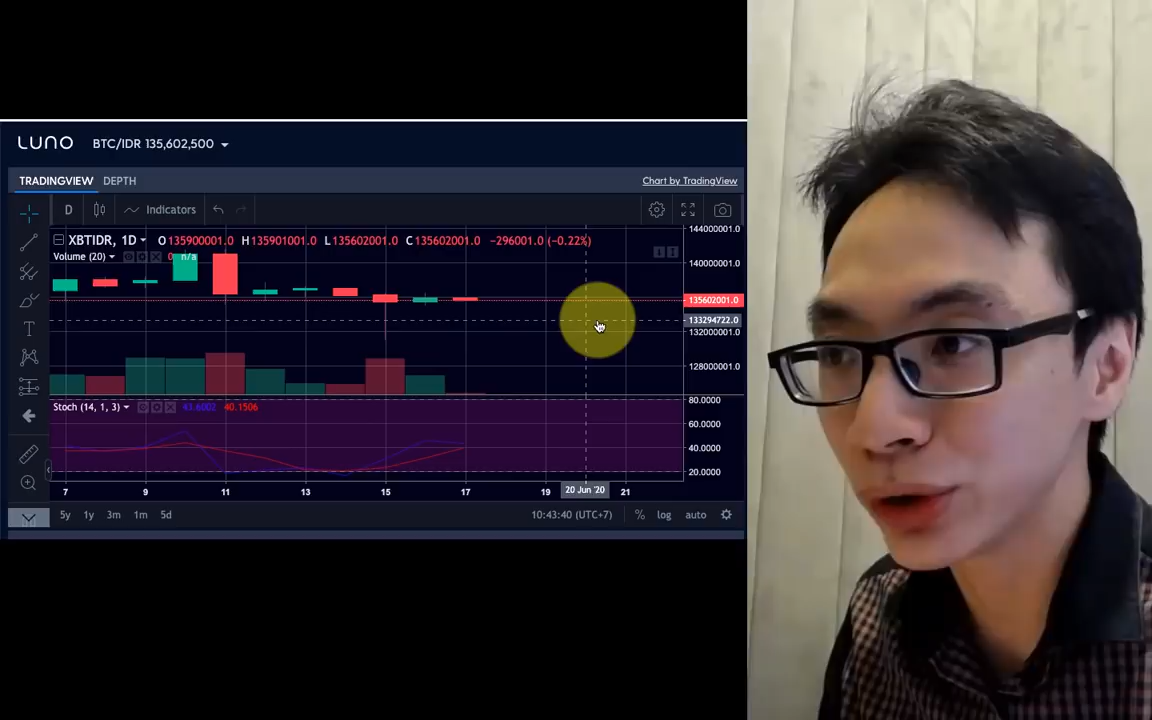 LUNO BTC/IDR 135,602,500
TRADINGVIEW DEPTH Chart by TradingView
D Indicators
XBTIDR, 1D O 135900001.0 H 135901001.0 L 135602001.0 C 135602001.0 −296001.0 (−0.22%)
Volume (20) n/a
144000001.0
140000001.0
135602001.0
133294722.0
132000001.0
128000001.0
Stoch (14, 1, 3) 43.6002 40.1506
80.0000
60.0000
40.0000
20.0000
7 9 11 13 15 17 19 20 Jun '20 21
5y 1y 3m 1m 5d 10:43:40 (UTC+7) % log auto